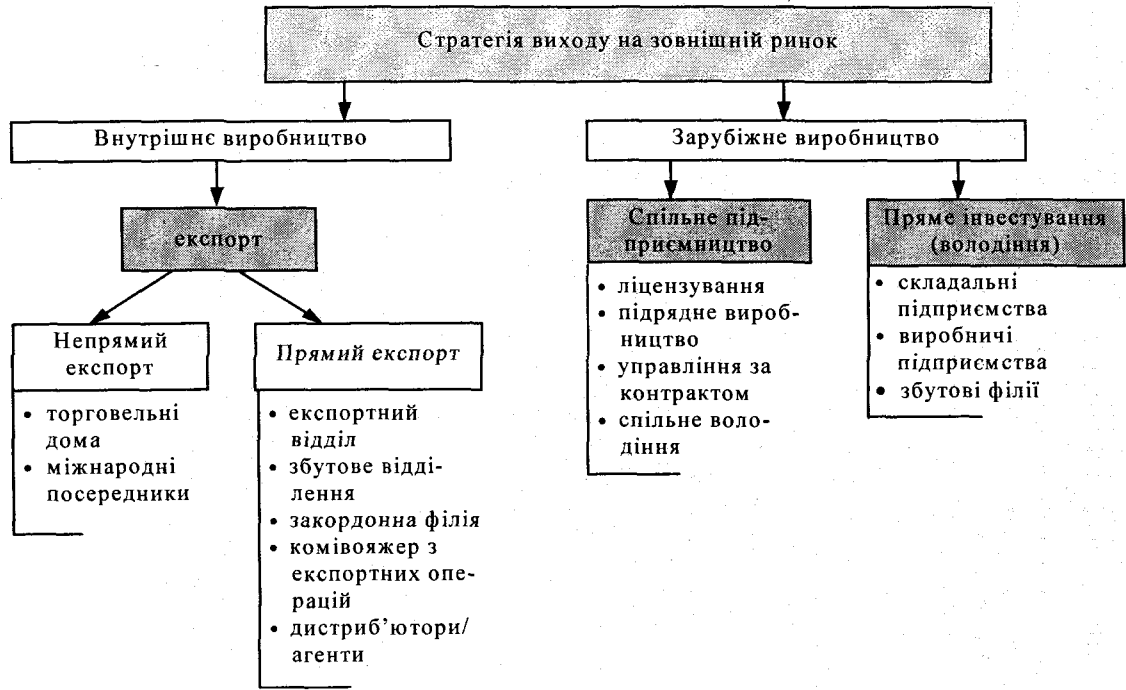 Стратегія виходу на зовнішній ринок
Внутрішнє виробництво
Зарубіжне виробництво
експорт
Спільне під-
приємництво
Пряме інвестування
(володіння)
Непрямий
експорт
• торговельні
дома
• міжнародні
посередники
Прямий експорт
• експортний
відділ
• збутове відді-
лення
• закордонна філія
• комівояжер з
експортних опе-
рацій
• дистриб’ютори/
агенти
• ліцензування
• підрядне вироб-
ництво
• управління за
контрактом
• спільне воло-
діння
• складальні
підприємства
• виробничі
підприємства
• збутові філії